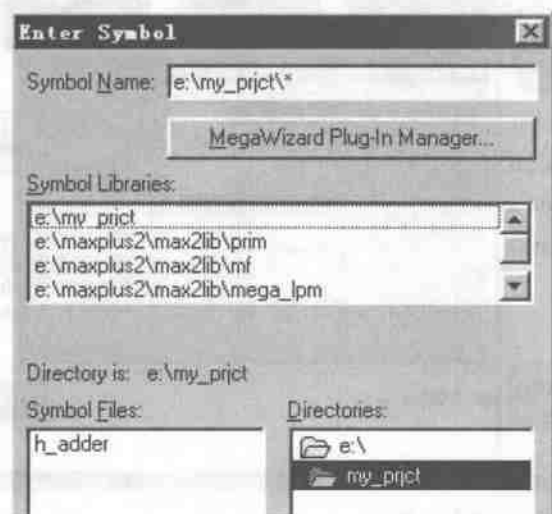 Enter Symbol
Symbol Name: e:\my_prjct\*
MegaWizard Plug-In Manager...
Symbol Libraries:
e:\my_prjct
e:\maxplus2\max2lib\prim
e:\maxplus2\max2lib\mf
e:\maxplus2\max2lib\mega_lpm
Directory is: e:\my_prjct
Symbol Files:
Directories:
h_adder
e:\
my_prjct